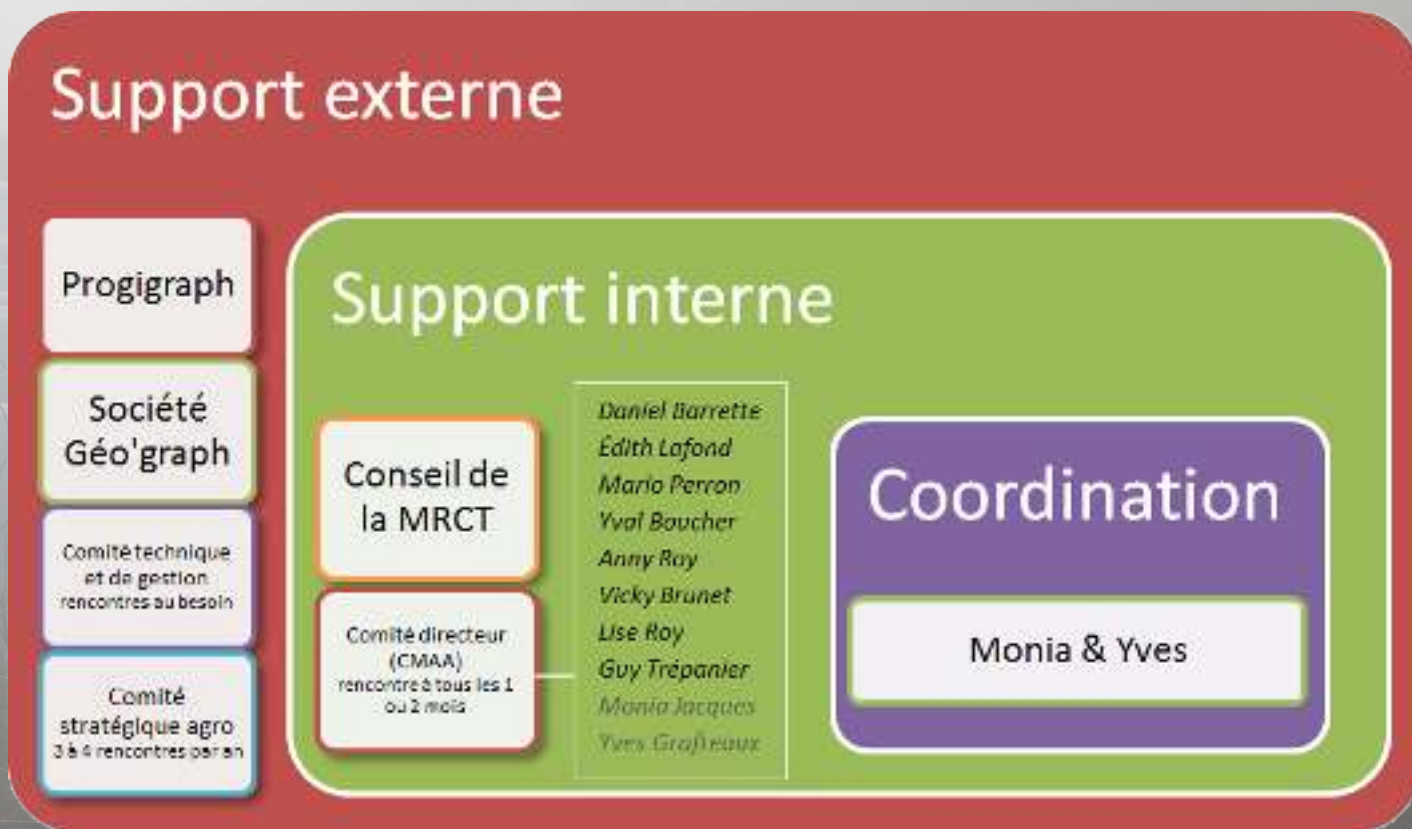 Support externe
Progigraph
Société
Géo'graph
Comité technique
et de gestion
rencontres au besoin
Comité
stratégique agro
3 à 4 rencontres par an
Support interne
Conseil de
la MRCT
Comité directeur
(CMAA)
rencontre à tous les 1
ou 2 mois
Daniel Barrette
Édith Lafond
Mario Perron
Yval Boucher
Anny Roy
Vicky Brunet
Lise Roy
Guy Trépanier
Monia Jacques
Yves
Coordination
Monia & Yves